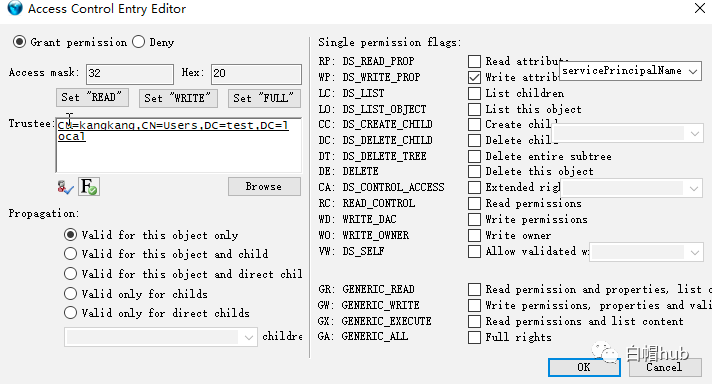 Access Control Entry Editor
Grant permission Deny
Access mask: 32 Hex: 20
Set "READ" Set "WRITE" Set "FULL"
Trustee: CN=kangkang,CN=Users,DC=test,DC=l
ocal
Browse
Propagation:
Valid for this object only
Valid for this object and child
Valid for this object and direct chil
Valid only for childs
Valid only for direct childs
childre
Single permission flags:
RP: DS_READ_PROP Read attribute
WP: DS_WRITE_PROP Write attrib servicePrincipalName
LC: DS_LIST List children
LO: DS_LIST_OBJECT List this object
CC: DS_CREATE_CHILD Create chil
DC: DS_DELETE_CHILD Delete chil
DT: DS_DELETE_TREE Delete entire subtree
DE: DELETE Delete this object
CA: DS_CONTROL_ACCESS Extended righ
RC: READ_CONTROL Read permissions
WD: WRITE_DAC Write permissions
WO: WRITE_OWNER Write owner
VW: DS_SELF Allow validated w
GR: GENERIC_READ Read permission and properties, list c
GW: GENERIC_WRITE Write permissions, properties and vali
GX: GENERIC_EXECUTE Read permissions and list content
GA: GENERIC_ALL Full rights
白帽hub
OK Cancel